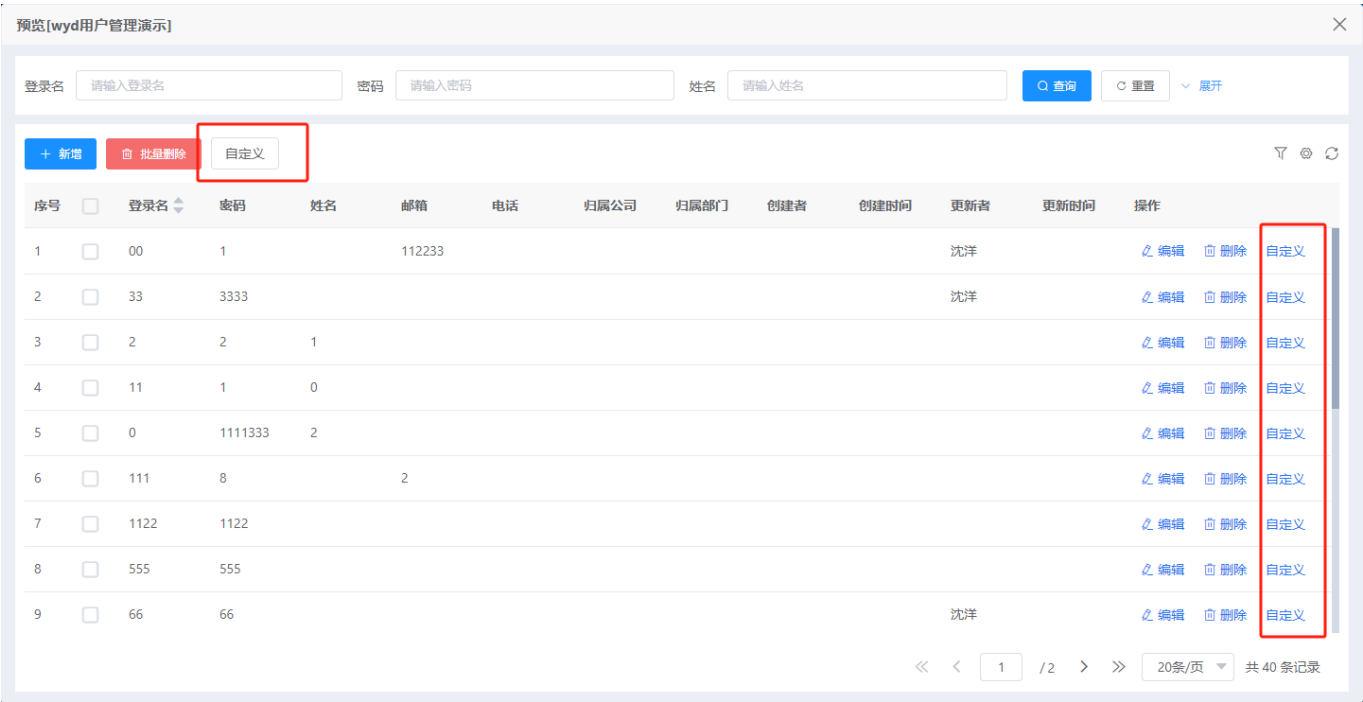 预览[wyd用户管理演示]
登录名 请输入登录名 密码 请输入密码 姓名 请输入姓名 查询 重置 展开
新增 批量删除 自定义
序号 登录名 密码 姓名 邮箱 电话 归属公司 归属部门 创建者 创建时间 更新者 更新时间 操作
1 00 1 112233 沈洋 编辑 删除 自定义
2 33 3333 沈洋 编辑 删除 自定义
3 2 2 1 编辑 删除 自定义
4 11 1 0 编辑 删除 自定义
5 0 1111333 2 编辑 删除 自定义
6 111 8 2 编辑 删除 自定义
7 1122 1122 编辑 删除 自定义
8 555 555 编辑 删除 自定义
9 66 66 沈洋 编辑 删除 自定义
1 /2 20条/页 共 40 条记录